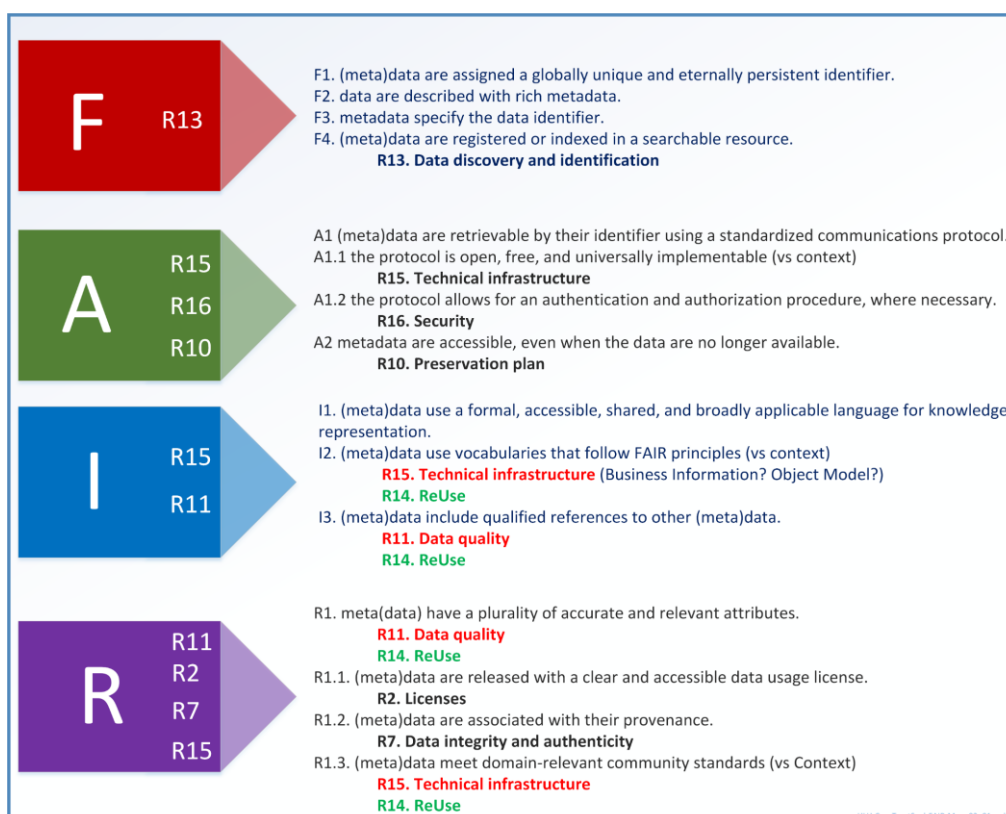 F
R13
F1. (meta)data are assigned a globally unique and eternally persistent identifier.
F2. data are described with rich metadata.
F3. metadata specify the data identifier.
F4. (meta)data are registered or indexed in a searchable resource.
R13. Data discovery and identification
A
R15
R16
R10
A1 (meta)data are retrievable by their identifier using a standardized communications protocol.
A1.1 the protocol is open, free, and universally implementable (vs context)
R15. Technical infrastructure
A1.2 the protocol allows for an authentication and authorization procedure, where necessary.
R16. Security
A2 metadata are accessible, even when the data are no longer available.
R10. Preservation plan
I
R15
R11
I1. (meta)data use a formal, accessible, shared, and broadly applicable language for knowledge
representation.
I2. (meta)data use vocabularies that follow FAIR principles (vs context)
R15. Technical infrastructure (Business Information? Object Model?)
R14. ReUse
I3. (meta)data include qualified references to other (meta)data.
R11. Data quality
R14. ReUse
R
R11
R2
R7
R15
R1. meta(data) have a plurality of accurate and relevant attributes.
R11. Data quality
R14. ReUse
R1.1. (meta)data are released with a clear and accessible data usage license.
R2. Licenses
R1.2. (meta)data are associated with their provenance.
R7. Data integrity and authenticity
R1.3. (meta)data meet domain-relevant community standards (vs Context)
R15. Technical infrastructure
R14. ReUse